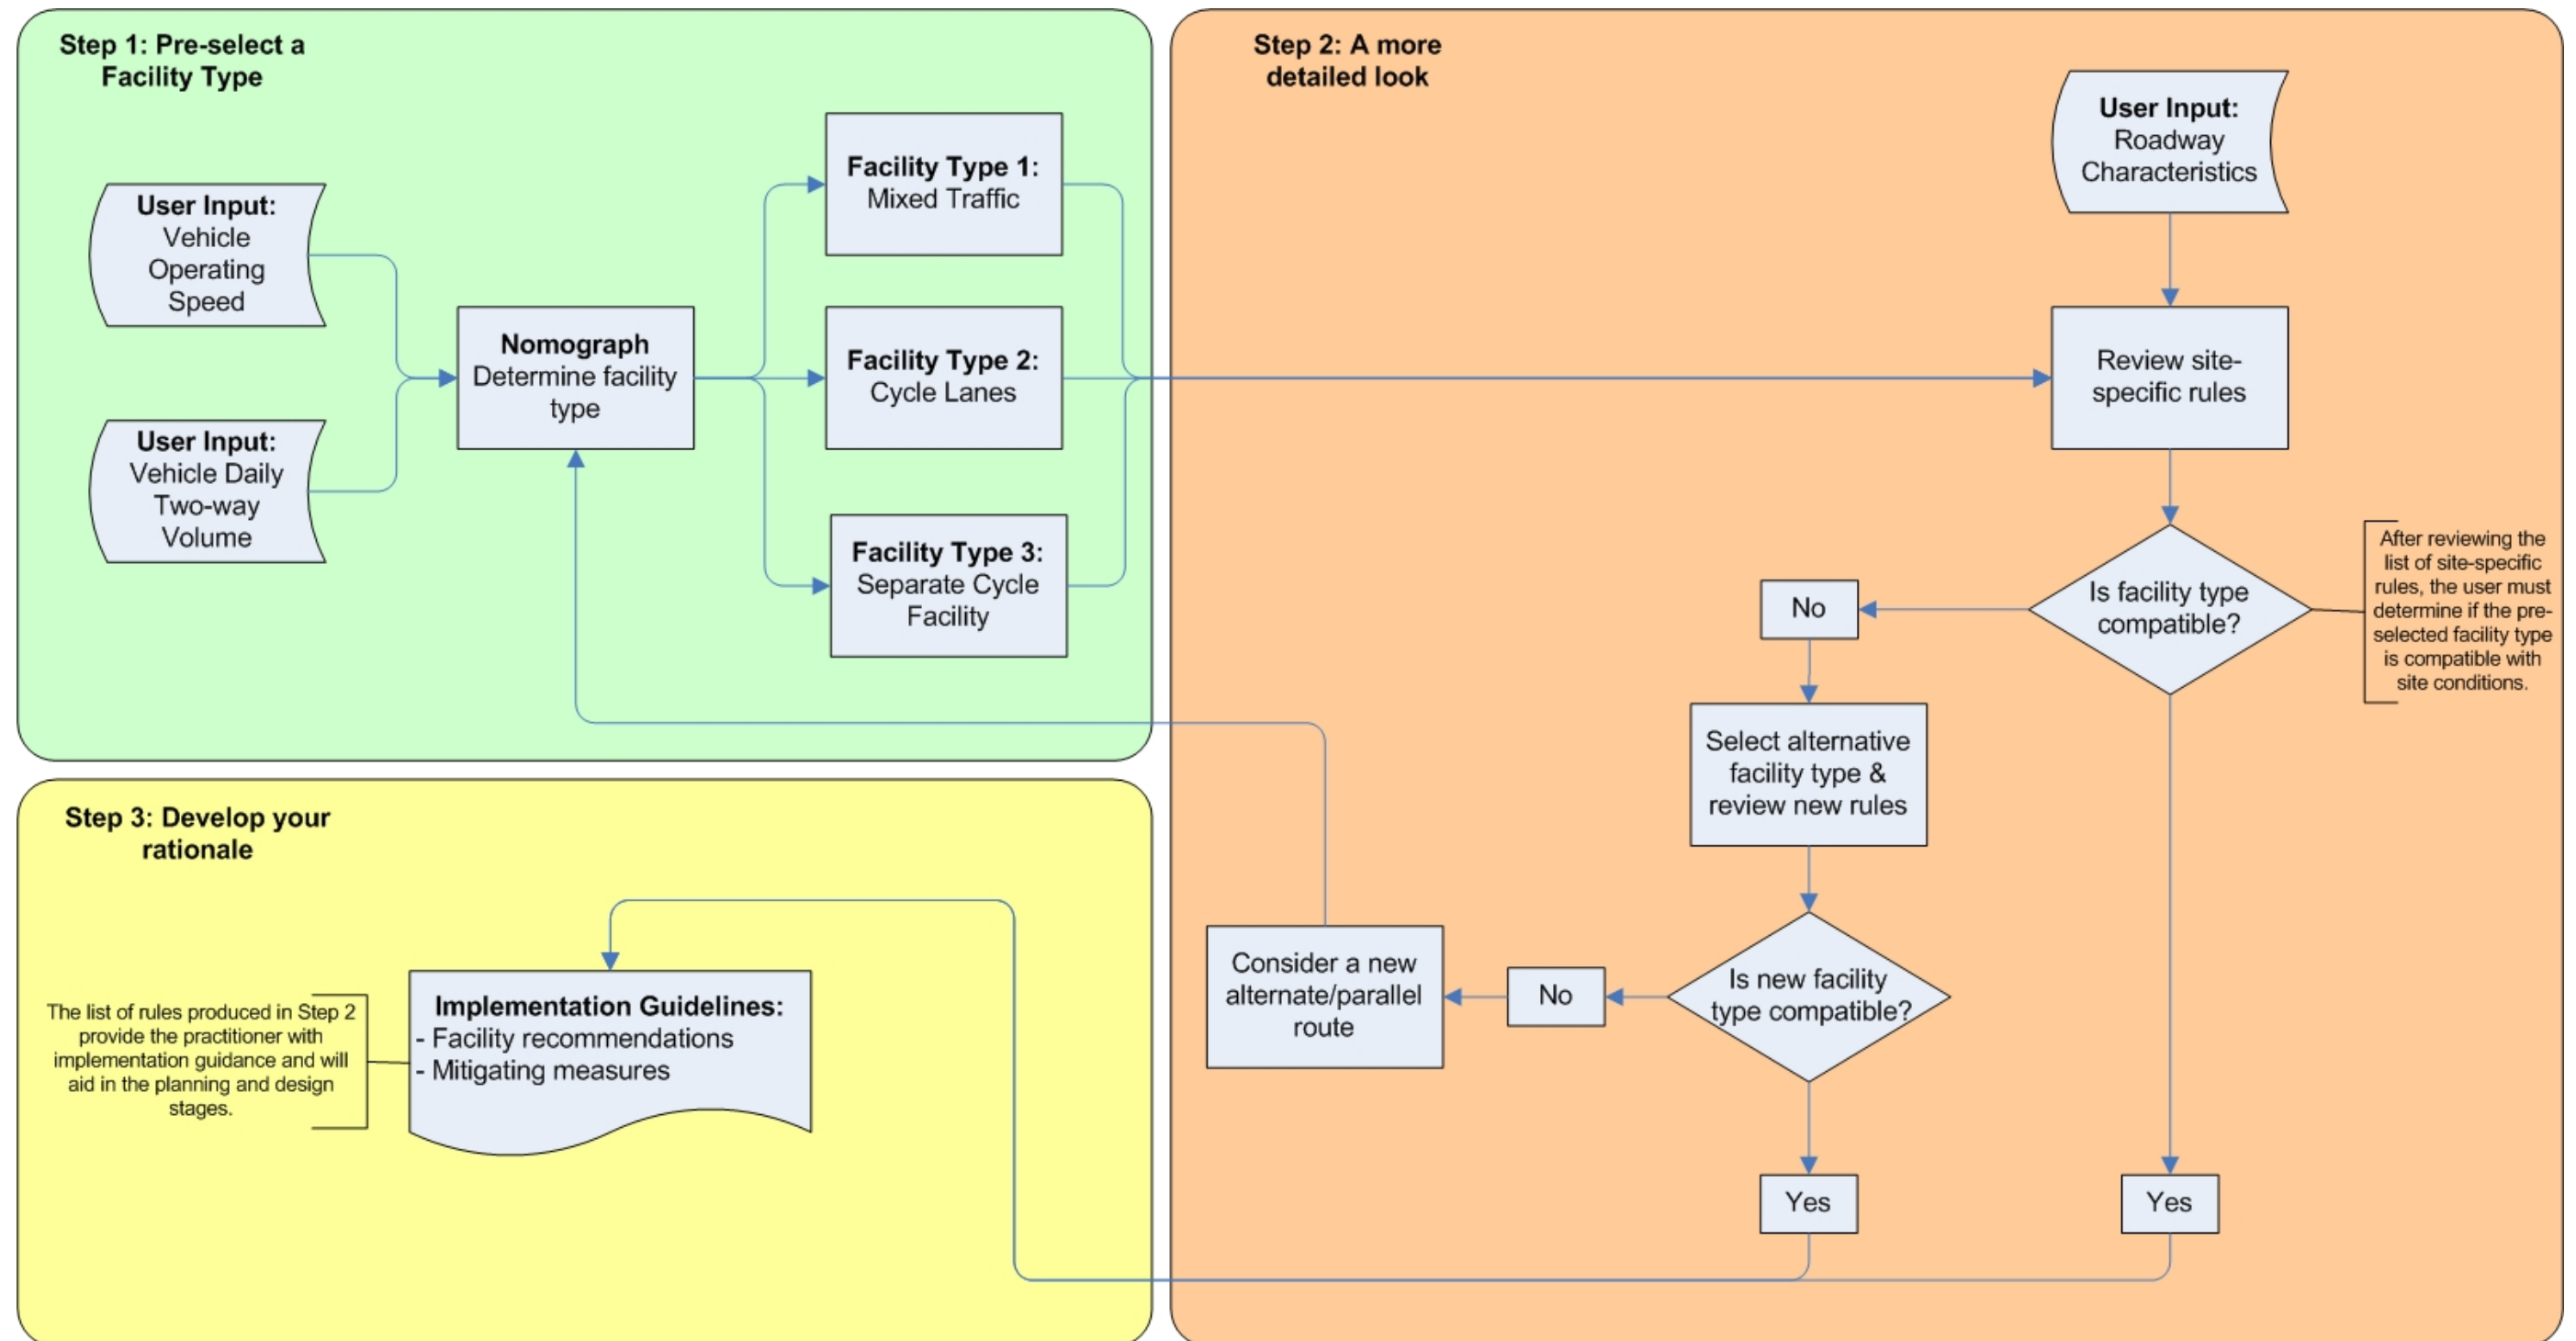 Step 1: Pre-select a
Facility Type
User Input:
Vehicle
Operating
Speed
User Input:
Vehicle Daily
Two-way
Volume
Nomograph
Determine facility
type
Facility Type 1:
Mixed Traffic
Facility Type 2:
Cycle Lanes
Facility Type 3:
Separate Cycle
Facility
Step 2: A more
detailed look
User Input:
Roadway
Characteristics
Review site-
specific rules
Is facility type
compatible?
After reviewing the
list of site-specific
rules, the user must
determine if the pre-
selected facility type
is compatible with
site conditions.
No
Select alternative
facility type &
review new rules
Is new facility
type compatible?
No
Consider a new
alternate/parallel
route
Yes
Yes
Step 3: Develop your
rationale
The list of rules produced in Step 2
provide the practitioner with
implementation guidance and will
aid in the planning and design
stages.
Implementation Guidelines:
- Facility recommendations
- Mitigating measures